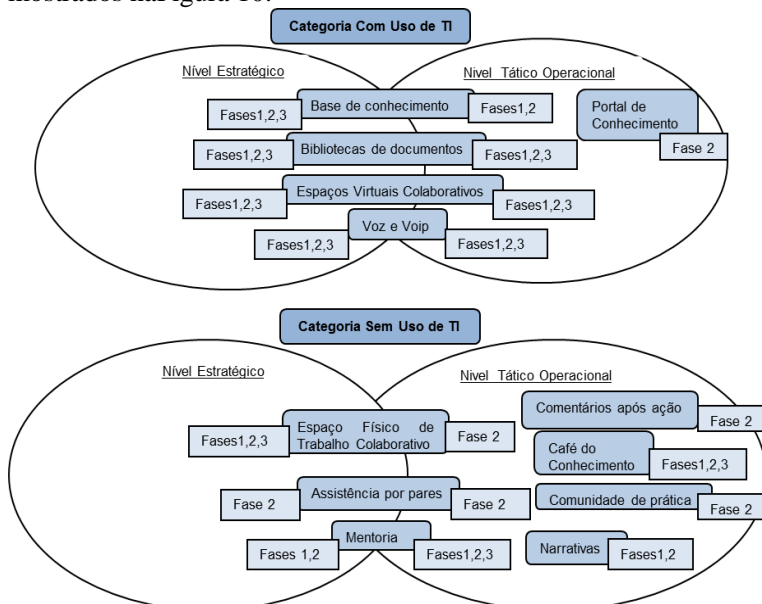 mostrados naFigura 10.
Categoria Com Uso de TI
Nível Estratégico
Nivel Tático Operacional
Base de conhecimento
Fases1,2,3
Fases1,2
Portal de
Conhecimento
Fase 2
Bibliotecas de documentos
Fases1,2,3
Fases1,2,3
Espaços Virtuais Colaborativos
Fases1,2,3
Fases1,2,3
Voz e Voip
Fases1,2,3
Fases1,2,3
Categoria Sem Uso de TI
Nível Estratégico
Nivel Tático Operacional
Comentários após ação
Fase 2
Espaço Físico de
Trabalho Colaborativo
Fases1,2,3
Fase 2
Café do
Conhecimento
Fases1,2,3
Assistência por pares
Fase 2
Fase 2
Comunidade de prática
Fase 2
Mentoria
Fases 1,2
Fases1,2,3
Narrativas
Fases1,2